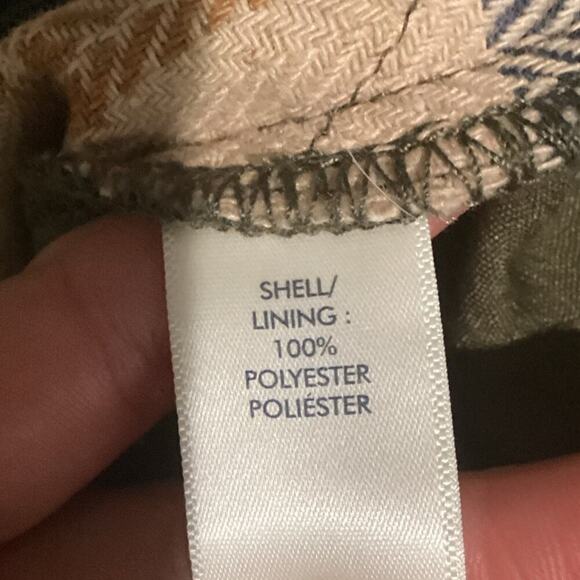 SHELL/
LINING :
100%
POLYESTER
POLIÉSTER